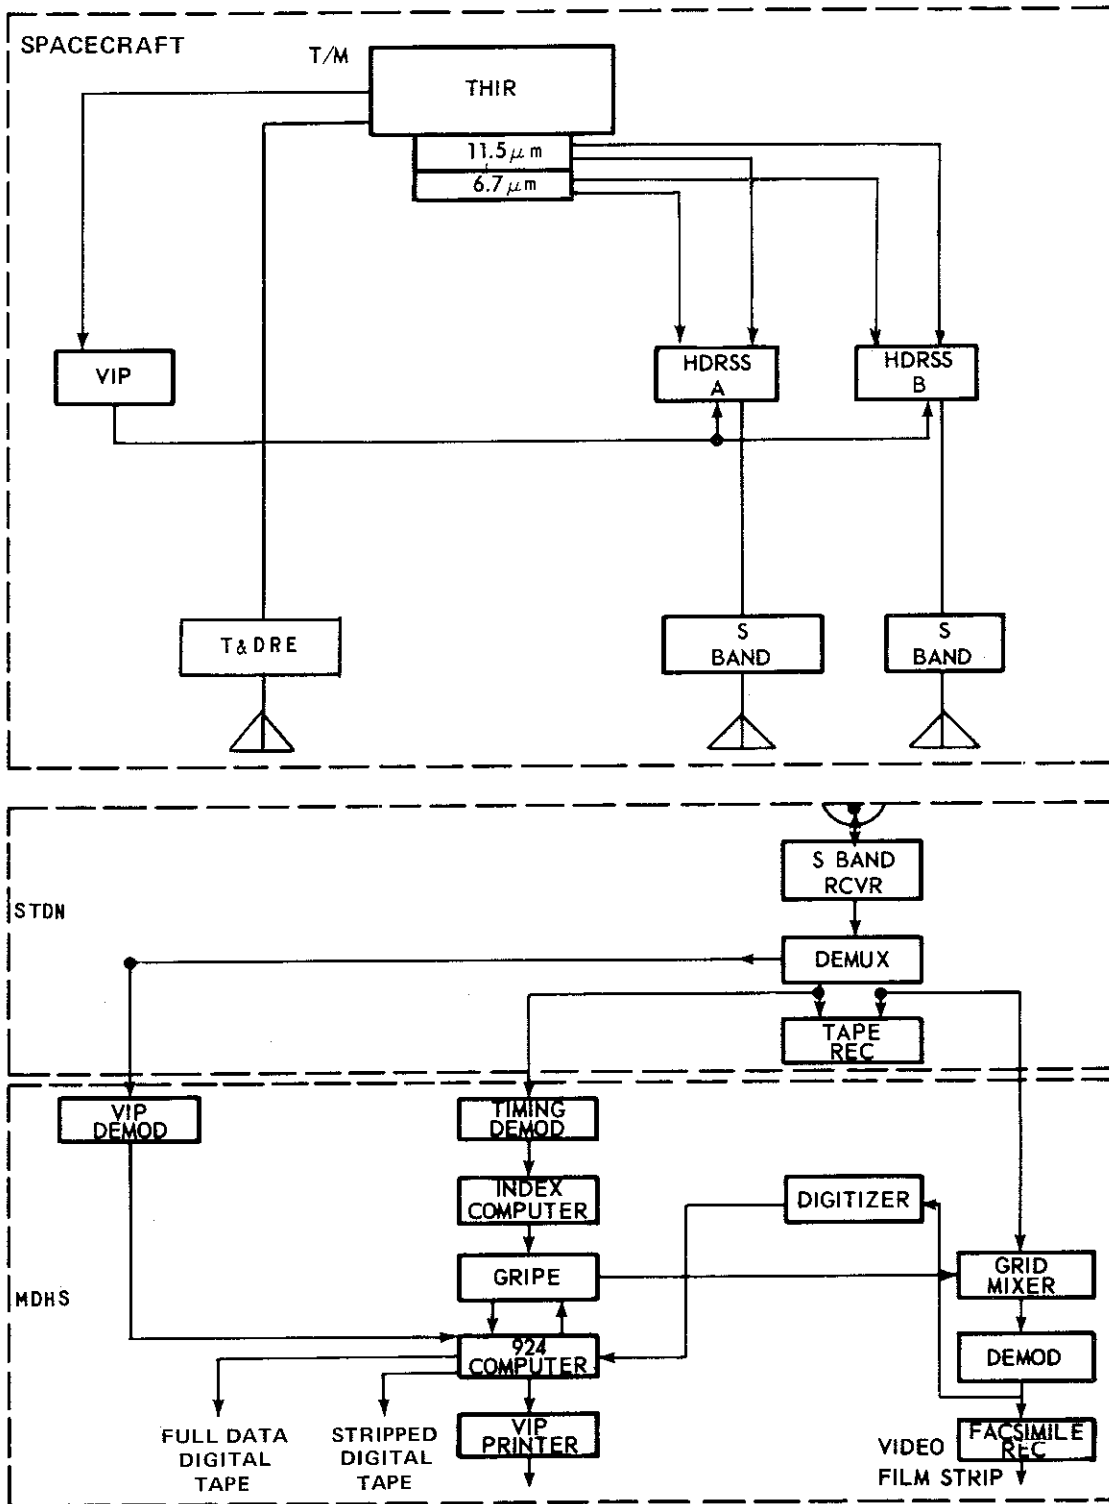 SPACECRAFT
T/M
THIR
11.5 μm
6.7 μm
VIP
HDRSS
A
HDRSS
B
T & DRE
S
BAND
S
BAND
STDN
S BAND
RCVR
DEMUX
TAPE
REC
MDHS
VIP
DEMOD
TIMING
DEMOD
INDEX
COMPUTER
DIGITIZER
GRIPE
GRID
MIXER
924
COMPUTER
DEMOD
FULL DATA
DIGITAL
TAPE
STRIPPED
DIGITAL
TAPE
VIP
PRINTER
FACSIMILE
REC
VIDEO
FILM STRIP